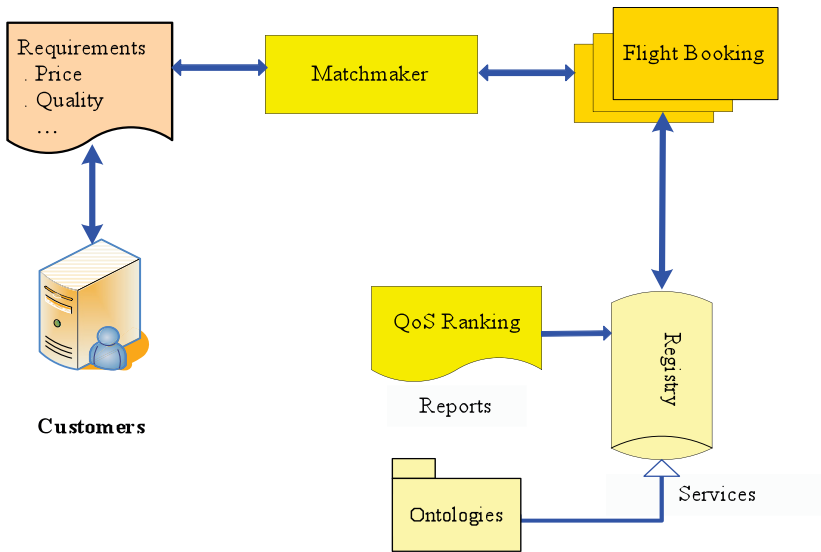 Requirements
. Price
. Quality
...
Matchmaker
Flight Booking
QoS Ranking
Registry
Reports
Customers
Services
Ontologies